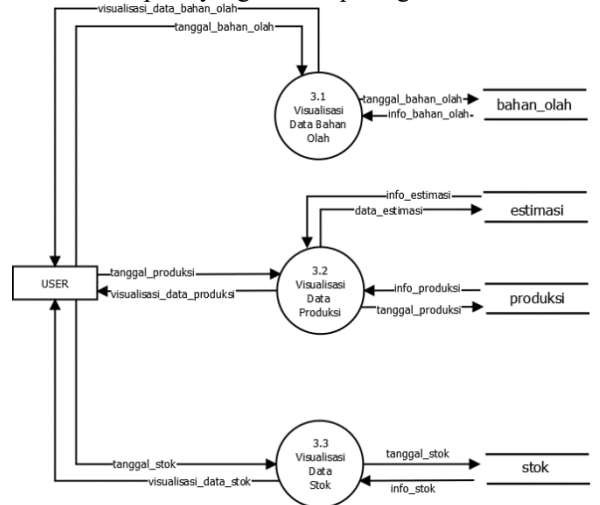 visualisasi_data_bahan_olah
tanggal_bahan_olah
3.1
Visualisasi
Data Bahan
Olah
tanggal_bahan_olah
info_bahan_olah
bahan_olah
info_estimasi
data_estimasi
estimasi
USER
tanggal_produksi
visualisasi_data_produksi
3.2
Visualisasi
Data
Produksi
info_produksi
tanggal_produksi
produksi
tanggal_stok
visualisasi_data_stok
3.3
Visualisasi
Data
Stok
tanggal_stok
info_stok
stok